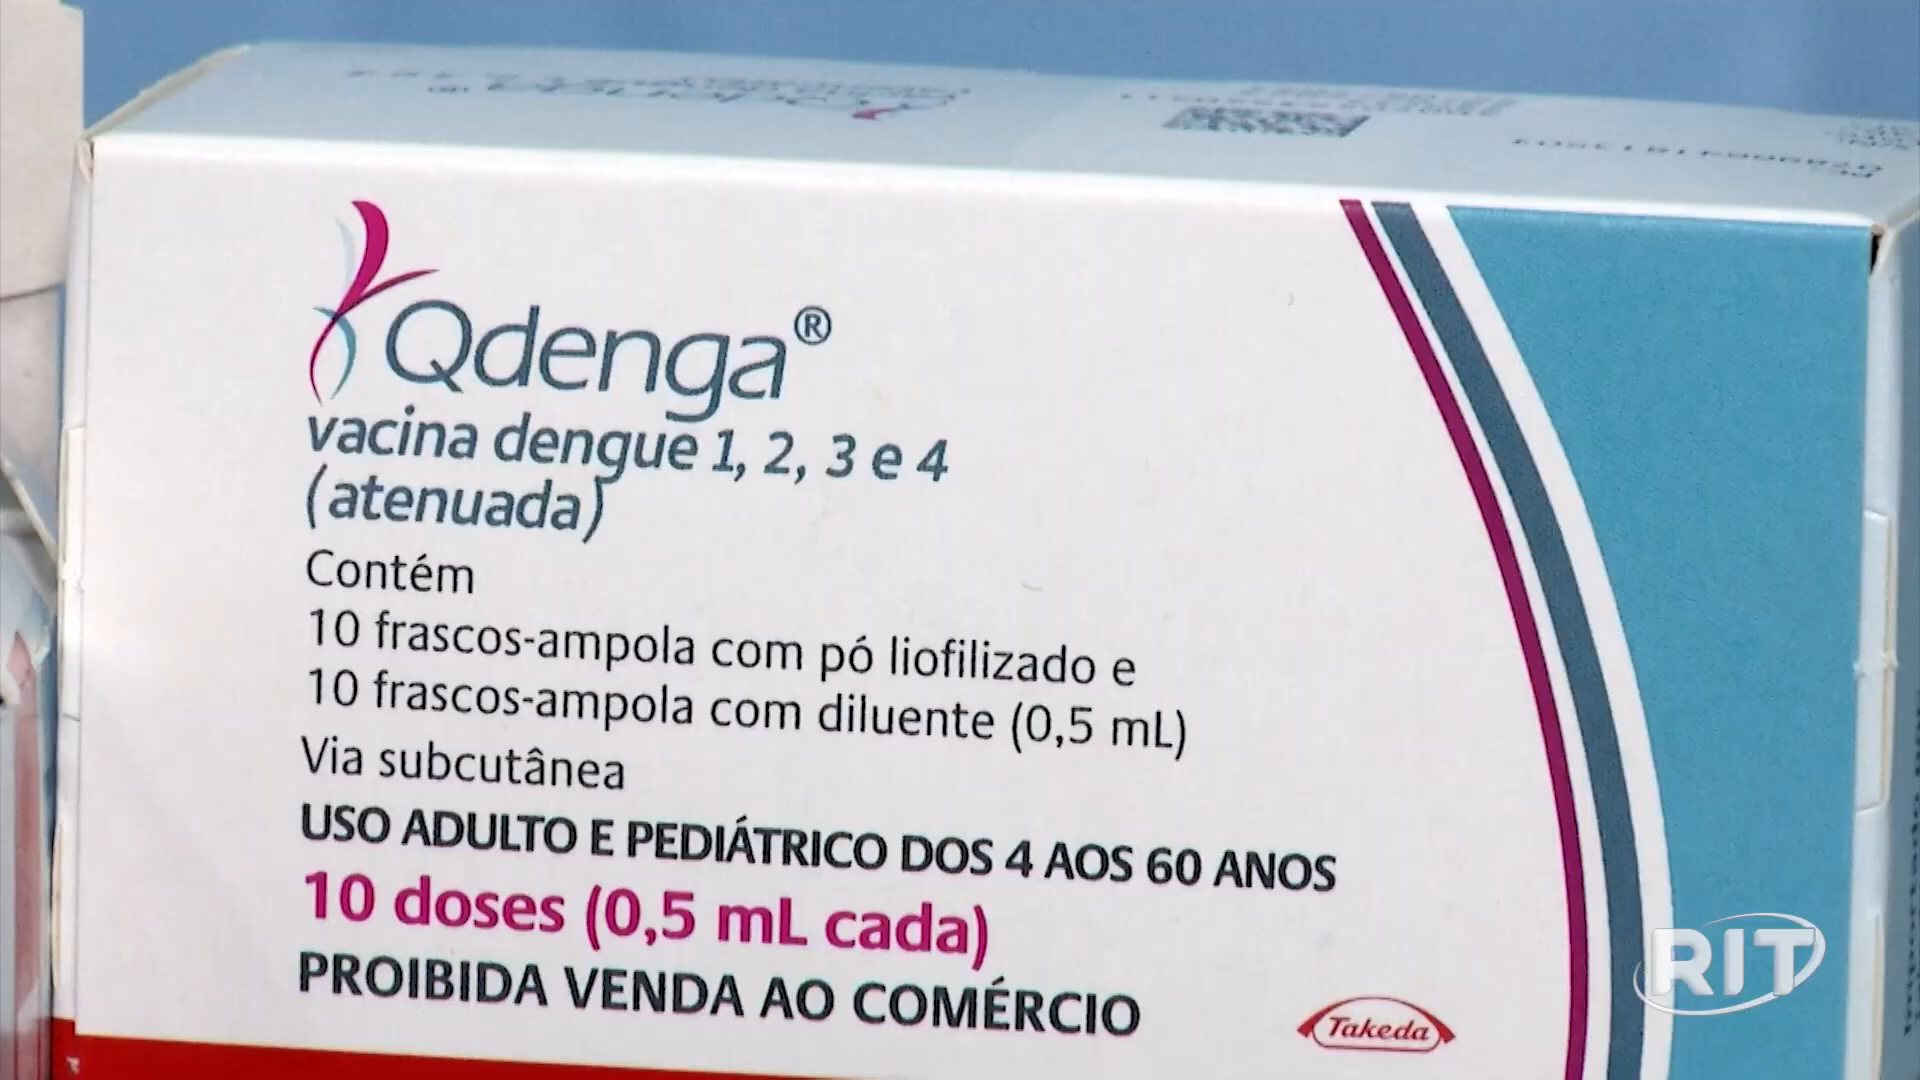 Qdenga®
vacina dengue 1, 2, 3 e 4
(atenuada)
Contém
10 frascos-ampola com pó liofilizado e
10 frascos-ampola com diluente (0,5 mL)
Via subcutânea
USO ADULTO E PEDIÁTRICO DOS 4 AOS 60 ANOS
10 doses (0,5 mL cada)
PROIBIDA VENDA AO COMÉRCIO
Takeda
RIT